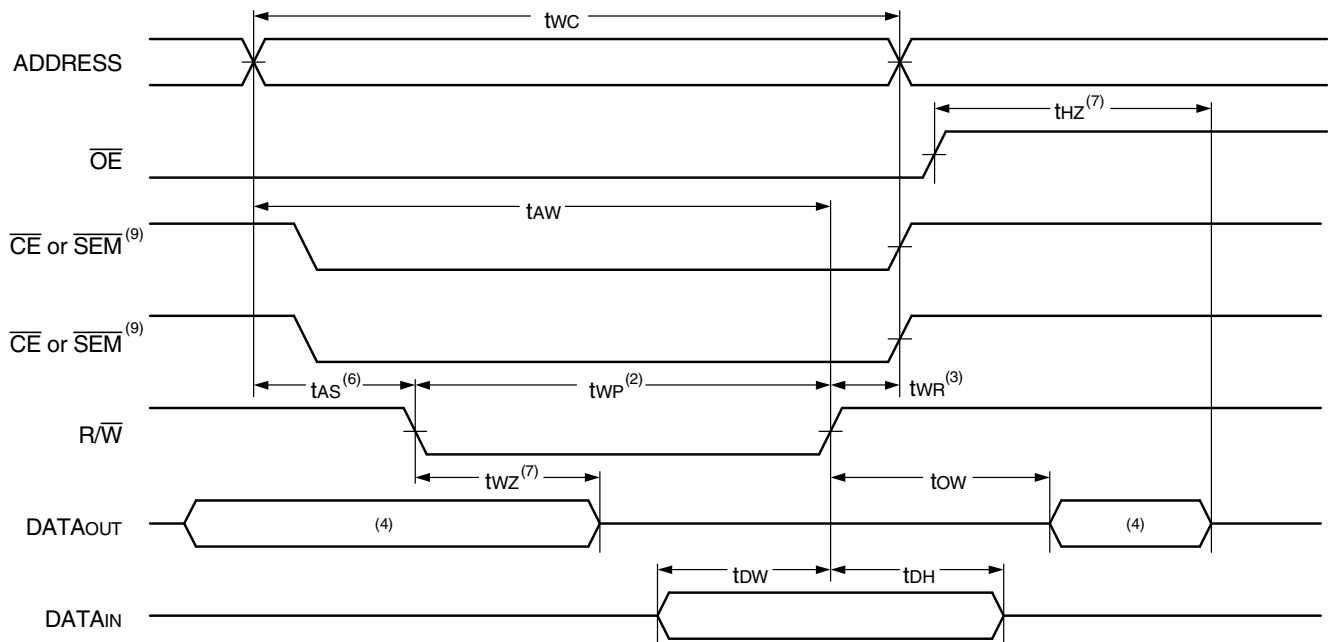 tWC
ADDRESS
tHZ(7)
OE
tAW
CE or SEM(9)
CE or SEM(9)
tAS(6) tWP(2) tWR(3)
R/W
tWZ(7) tOW
DATAOUT (4) (4)
tDW tDH
DATAIN